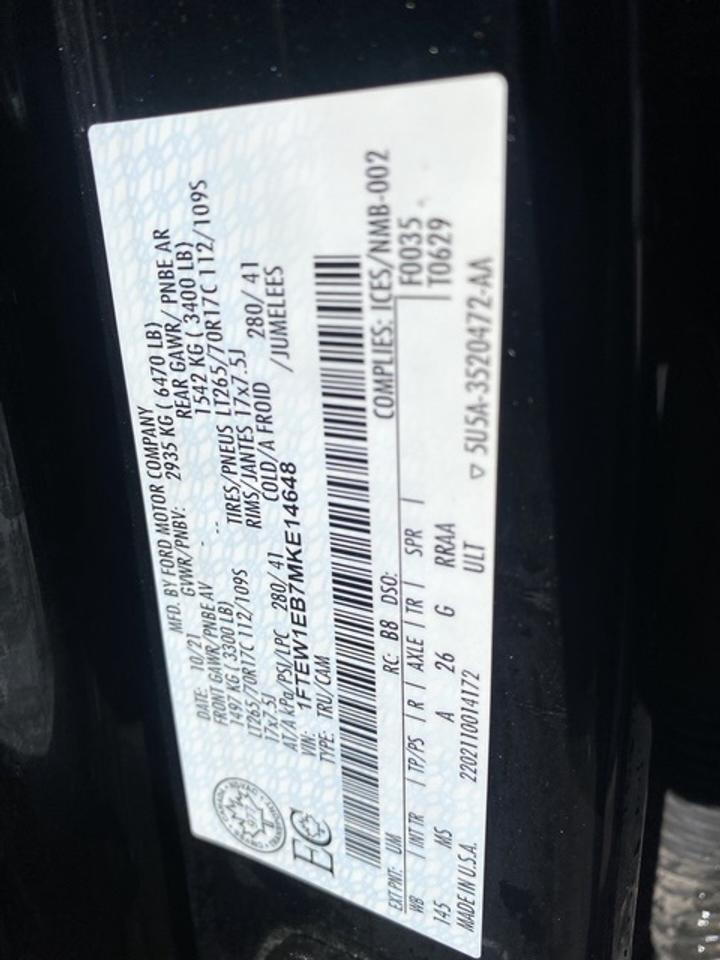 MFD. BY FORD MOTOR COMPANY
DATE: 10/21 GVWR/PNBV: 2935 KG ( 6470 LB)
FRONT GAWR/PNBE AV - REAR GAWR/ PNBE AR
1497 KG ( 3300 LB) -- 1542 KG ( 3400 LB)
LT265/70R17C 112/109S TIRES/PNEUS LT265/70R17C 112/109S
17x7.5J RIMS/JANTES 17x7.5J
AT/A KPa/PSI/LPC 280/ 41 COLD/A FROID 280/ 41
VIN: 1FTEW1EB7MKE14648 /JUMELEES
TYPE: TRU/CAM
EC
COMPLIES: ICES/NMB-002
EXT PNT: UM RC: B8 DSO: F0035
WB | INT TR | TP/PS | R | AXLE | TR | SPR | T0629
145 MS A 26 G RRAA
MADE IN U.S.A. 2202110014172 ULT ▽ 5U5A-3520472-AA